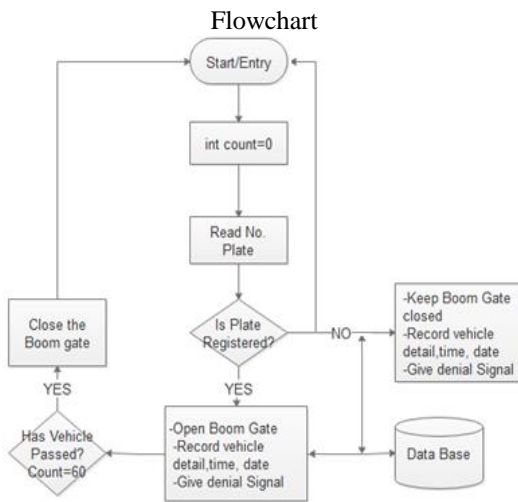 Flowchart
Start/Entry
int count=0
Read No.
Plate
Is Plate
Registered?
NO
-Keep Boom Gate
closed
-Record vehicle
detail,time, date
-Give denial Signal
YES
-Open Boom Gate
-Record vehicle
detail,time, date
-Give denial Signal
Data Base
Has Vehicle
Passed?
Count=60
YES
Close the
Boom gate